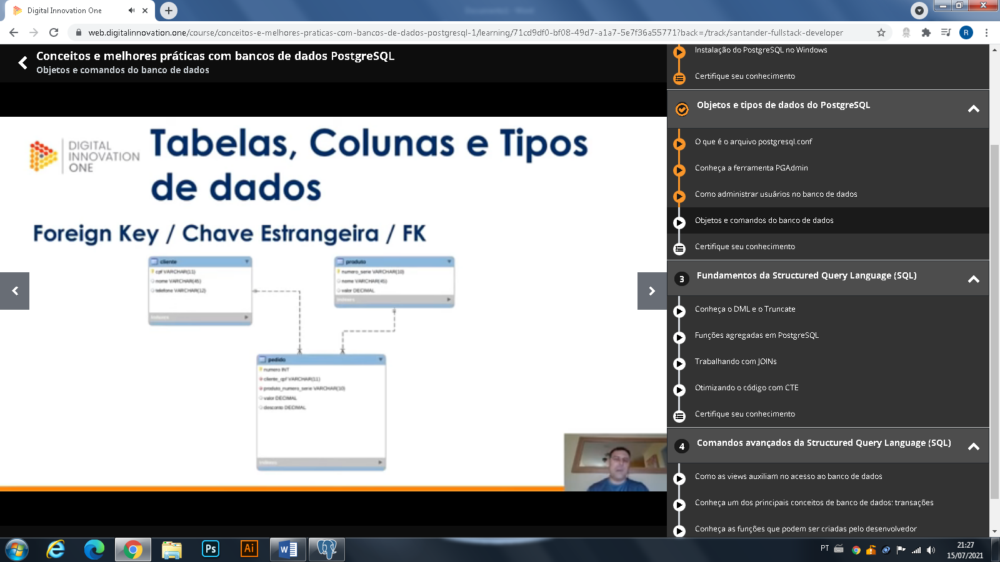 Digital Innovation One
web.digitalinnovation.one/course/conceitos-e-melhores-praticas-com-bancos-de-dados-postgresql-1/learning/71cd9df0-bf08-49d7-a1a7-5e7f36a55771?back=/track/santander-fullstack-developer
R
Conceitos e melhores práticas com bancos de dados PostgreSQL
Objetos e comandos do banco de dados
DIGITAL
INNOVATION
ONE
Tabelas, Colunas e Tipos
de dados
Foreign Key / Chave Estrangeira / FK
cliente
cpf VARCHAR(11)
nome VARCHAR(45)
telefone VARCHAR(12)
Indexes
produto
numero_serie VARCHAR(10)
nome VARCHAR(45)
valor DECIMAL
Indexes
pedido
numero INT
cliente_cpf VARCHAR(11)
produto_numero_serie VARCHAR(10)
valor DECIMAL
desconto DECIMAL
Indexes
Instalação do PostgreSQL no Windows
Certifique seu conhecimento
Objetos e tipos de dados do PostgreSQL
O que é o arquivo postgresql.conf
Conheça a ferramenta PGAdmin
Como administrar usuários no banco de dados
Objetos e comandos do banco de dados
Certifique seu conhecimento
3 Fundamentos da Structured Query Language (SQL)
Conheça o DML e o Truncate
Funções agregadas em PostgreSQL
Trabalhando com JOINs
Otimizando o código com CTE
Certifique seu conhecimento
4 Comandos avançados da Structured Query Language (SQL)
Como as views auxiliam no acesso ao banco de dados
Conheça um dos principais conceitos de banco de dados: transações
Conheça as funções que podem ser criadas pelo desenvolvedor
Ps
Ai
W
PT
21:27
15/07/2021